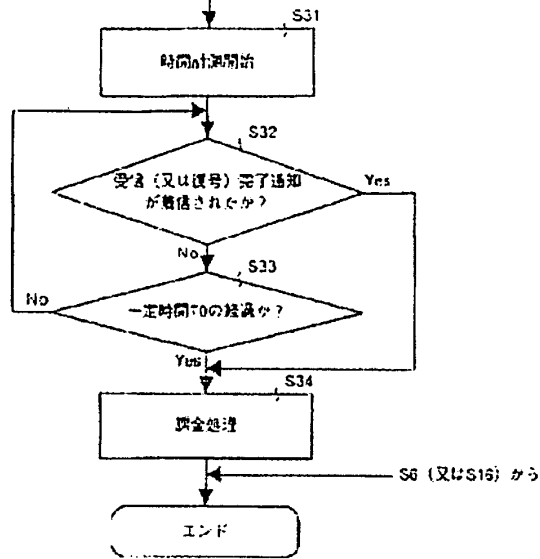 S31
時間計測開始
S32
受信（又は復号）完了通知
が着信されたか？
Yes
No
S33
一定時間T0の経過か？
No
Yes
S34
課金処理
S6（又はS16）から
エンド